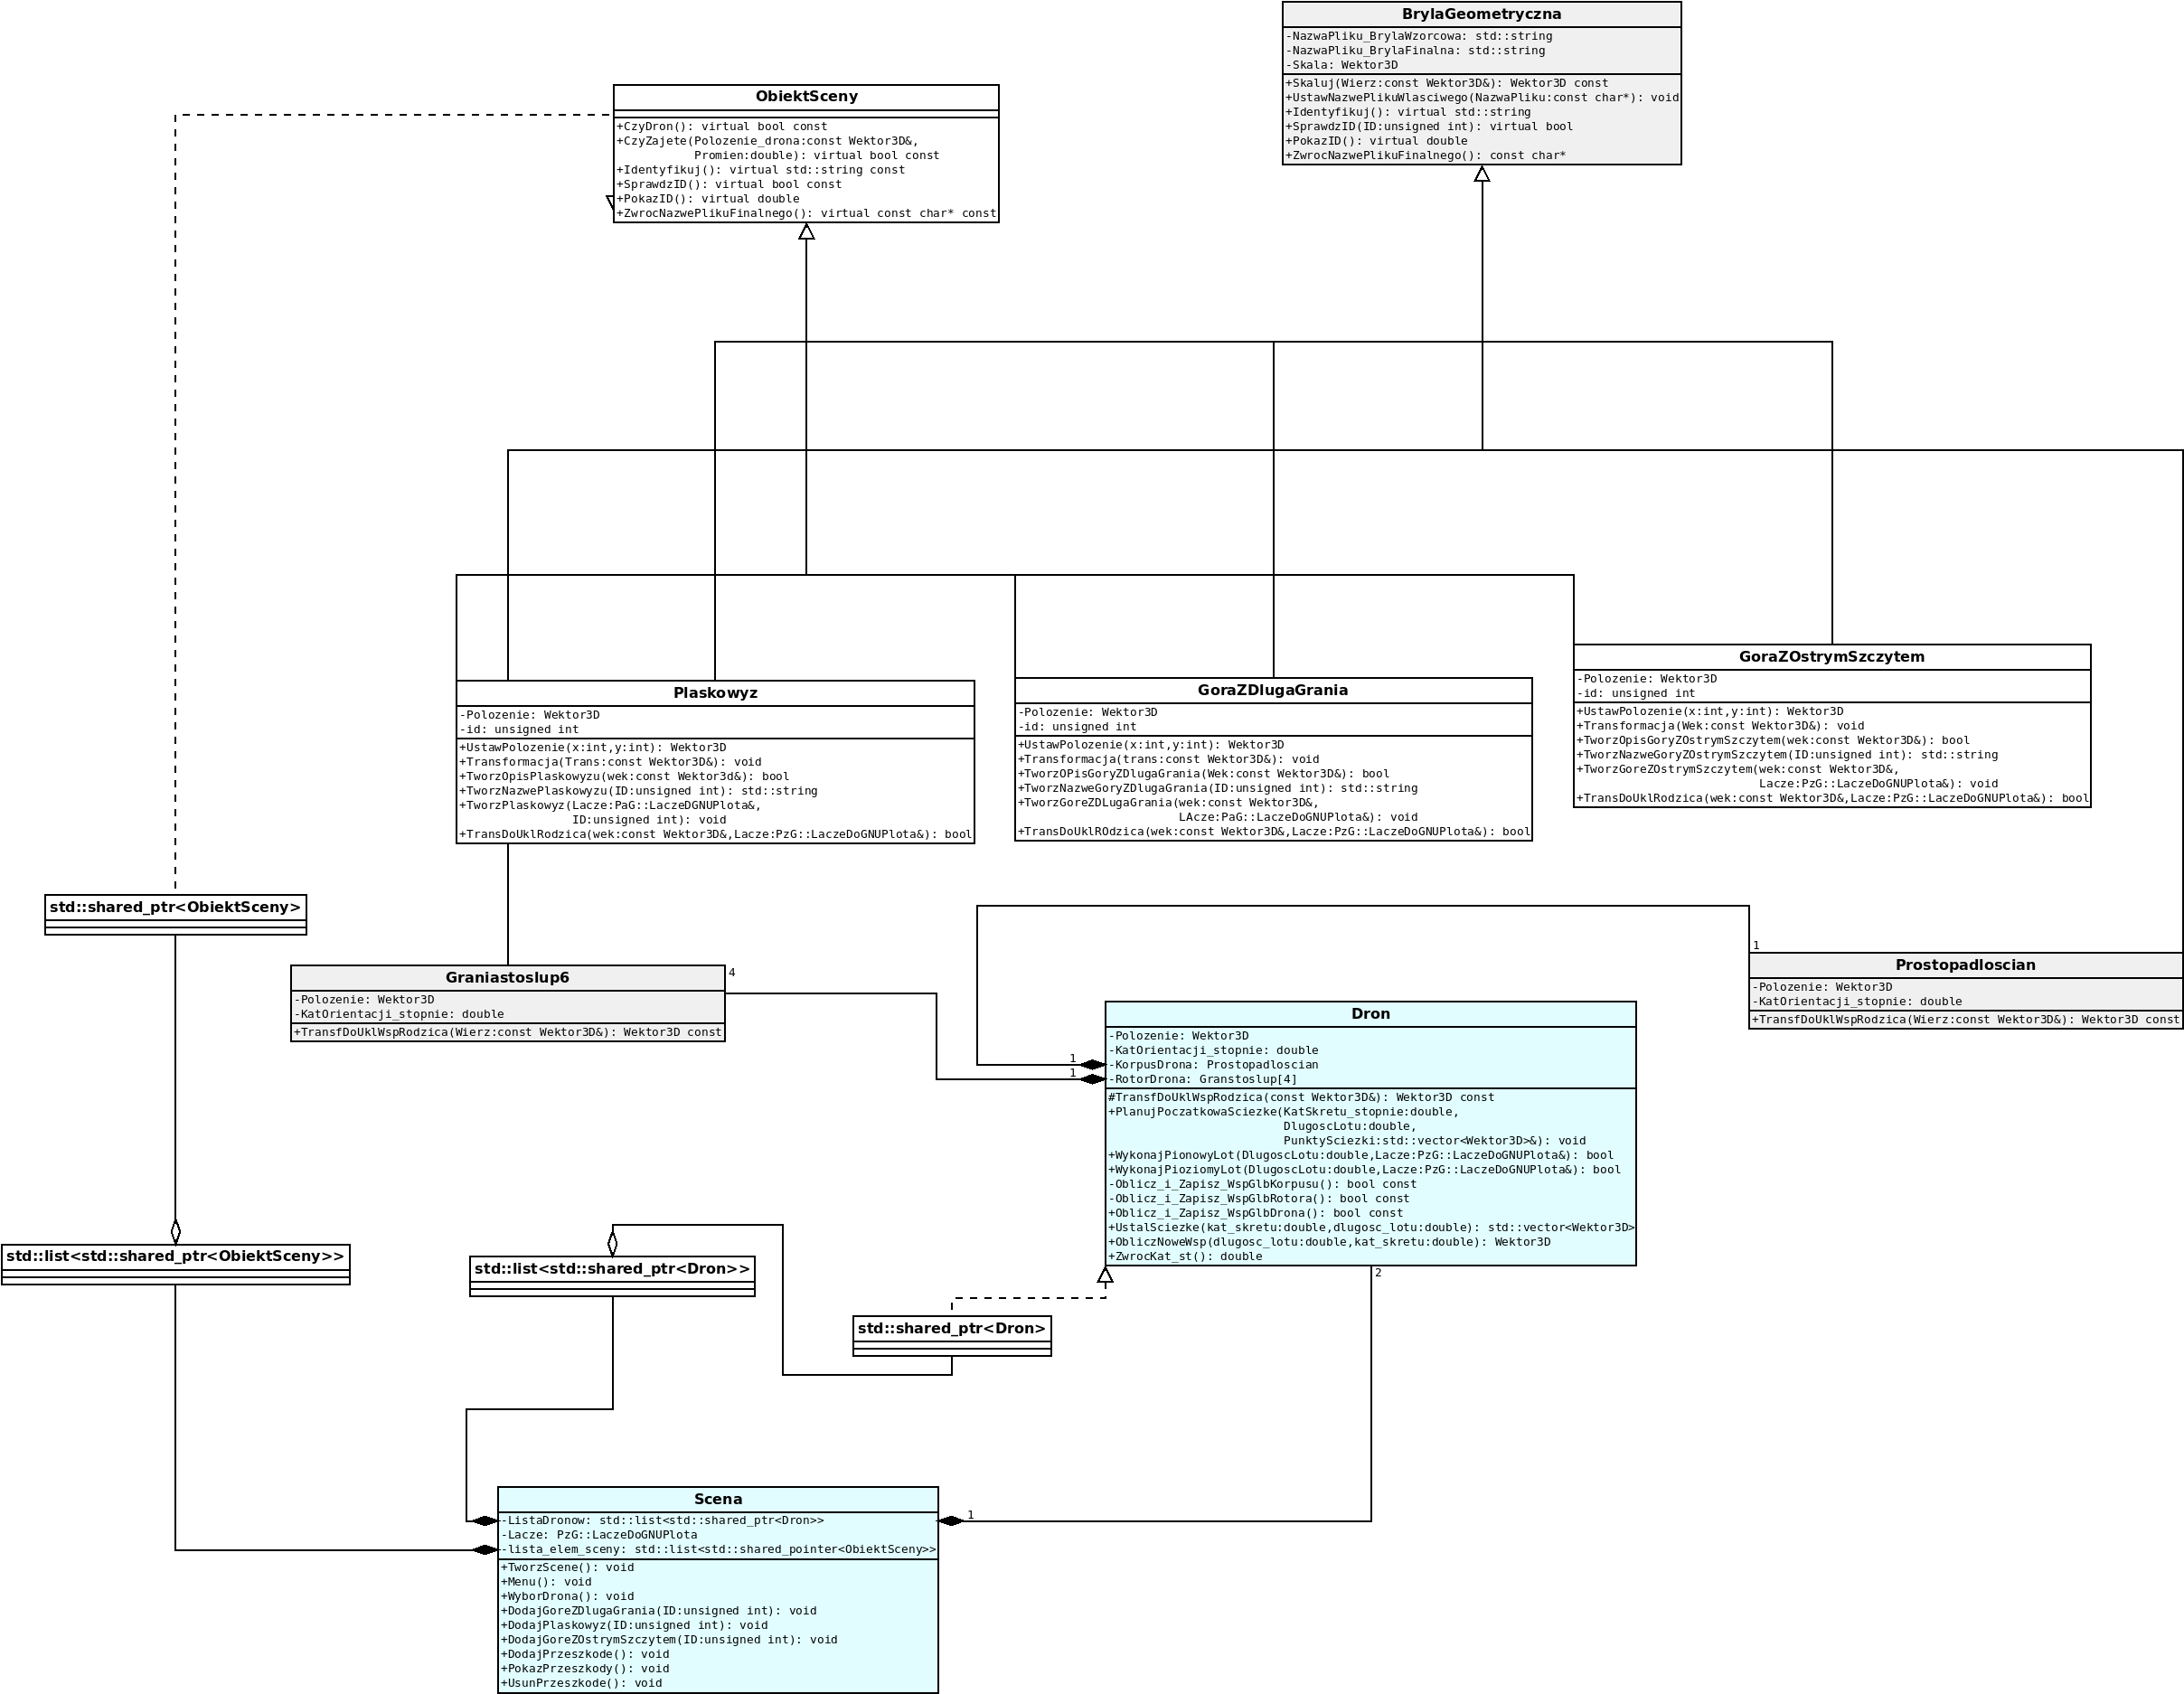 BrylaGeometryczna
-NazwaPliku_BrylaWzorcowa: std::string
-NazwaPliku_BrylaFinalna: std::string
-Skala: Wektor3D
+Skaluj(Wierz:const Wektor3D&): Wektor3D const
+UstawNazwePlikuWlasciwego(NazwaPliku:const char*): void
+Identyfikuj(): virtual std::string
+SprawdzID(ID:unsigned int): virtual bool
+PokazID(): virtual double
+ZwrocNazwePlikuFinalnego(): const char*
ObiektSceny
+CzyDron(): virtual bool const
+CzyZajete(Polozenie_drona:const Wektor3D&,
Promien:double): virtual bool const
+Identyfikuj(): virtual std::string const
+SprawdzID(): virtual bool const
+PokazID(): virtual double
+ZwrocNazwePlikuFinalnego(): virtual const char* const
GoraZOstrymSzczytem
-Polozenie: Wektor3D
-id: unsigned int
+UstawPolozenie(x:int,y:int): Wektor3D
+Transformacja(Wek:const Wektor3D&): void
+TworzOpisGoryZOstrymSzczytem(wek:const Wektor3D&): bool
+TworzNazweGoryZOstrymSzczytem(ID:unsigned int): std::string
+TworzGoreZOstrymSzczytem(wek:const Wektor3D&,
Lacze:PzG::LaczeDoGNUPlota&): void
+TransDoUklRodzica(wek:const Wektor3D&,Lacze:PzG::LaczeDoGNUPlota&): bool
Plaskowyz
-Polozenie: Wektor3D
-id: unsigned int
+UstawPolozenie(x:int,y:int): Wektor3D
+Transformacja(Trans:const Wektor3D&): void
+TworzOpisPlaskowyzu(wek:const Wektor3d&): bool
+TworzNazwePlaskowyzu(ID:unsigned int): std::string
+TworzPlaskowyz(Lacze:PaG::LaczeDGNUPlota&,
ID:unsigned int): void
+TransDoUklRodzica(wek:const Wektor3D&,Lacze:PzG::LaczeDoGNUPlota&): bool
GoraZDlugaGrania
-Polozenie: Wektor3D
-id: unsigned int
+UstawPolozenie(x:int,y:int): Wektor3D
+Transformacja(trans:const Wektor3D&): void
+TworzOPisGoryZDlugaGrania(Wek:const Wektor3D&): bool
+TworzNazweGoryZDlugaGrania(ID:unsigned int): std::string
+TworzGoreZDLugaGrania(wek:const Wektor3D&,
LAcze:PaG::LaczeDoGNUPlota&): void
+TransDoUklROdzica(wek:const Wektor3D&,Lacze:PzG::LaczeDoGNUPlota&): bool
std::shared_ptr<ObiektSceny>
1
Prostopadloscian
-Polozenie: Wektor3D
-KatOrientacji_stopnie: double
+TransfDoUklWspRodzica(Wierz:const Wektor3D&): Wektor3D const
Graniastoslup6
-Polozenie: Wektor3D
-KatOrientacji_stopnie: double
+TransfDoUklWspRodzica(Wierz:const Wektor3D&): Wektor3D const
4
1
1
Dron
-Polozenie: Wektor3D
-KatOrientacji_stopnie: double
-KorpusDrona: Prostopadloscian
-RotorDrona: Granstoslup[4]
#TransfDoUklWspRodzica(const Wektor3D&): Wektor3D const
+PlanujPoczatkowaSciezke(KatSkretu_stopnie:double,
DlugoscLotu:double,
PunktySciezki:std::vector<Wektor3D>&): void
+WykonajPionowyLot(DlugoscLotu:double,Lacze:PzG::LaczeDoGNUPlota&): bool
+WykonajPioziomyLot(DlugoscLotu:double,Lacze:PzG::LaczeDoGNUPlota&): bool
-Oblicz_i_Zapisz_WspGlbKorpusu(): bool const
-Oblicz_i_Zapisz_WspGlbRotora(): bool const
+Oblicz_i_Zapisz_WspGlbDrona(): bool const
+UstalSciezke(kat_skretu:double,dlugosc_lotu:double): std::vector<Wektor3D>
+ObliczNoweWsp(dlugosc_lotu:double,kat_skretu:double): Wektor3D
+ZwrocKat_st(): double
2
std::list<std::shared_ptr<ObiektSceny>>
std::list<std::shared_ptr<Dron>>
std::shared_ptr<Dron>
Scena
-ListaDronow: std::list<std::shared_ptr<Dron>>
-Lacze: PzG::LaczeDoGNUPlota
-lista_elem_sceny: std::list<std::shared_pointer<ObiektSceny>>
+TworzScene(): void
+Menu(): void
+WyborDrona(): void
+DodajGoreZDlugaGrania(ID:unsigned int): void
+DodajPlaskowyz(ID:unsigned int): void
+DodajGoreZOstrymSzczytem(ID:unsigned int): void
+DodajPrzeszkode(): void
+PokazPrzeszkody(): void
+UsunPrzeszkode(): void
1